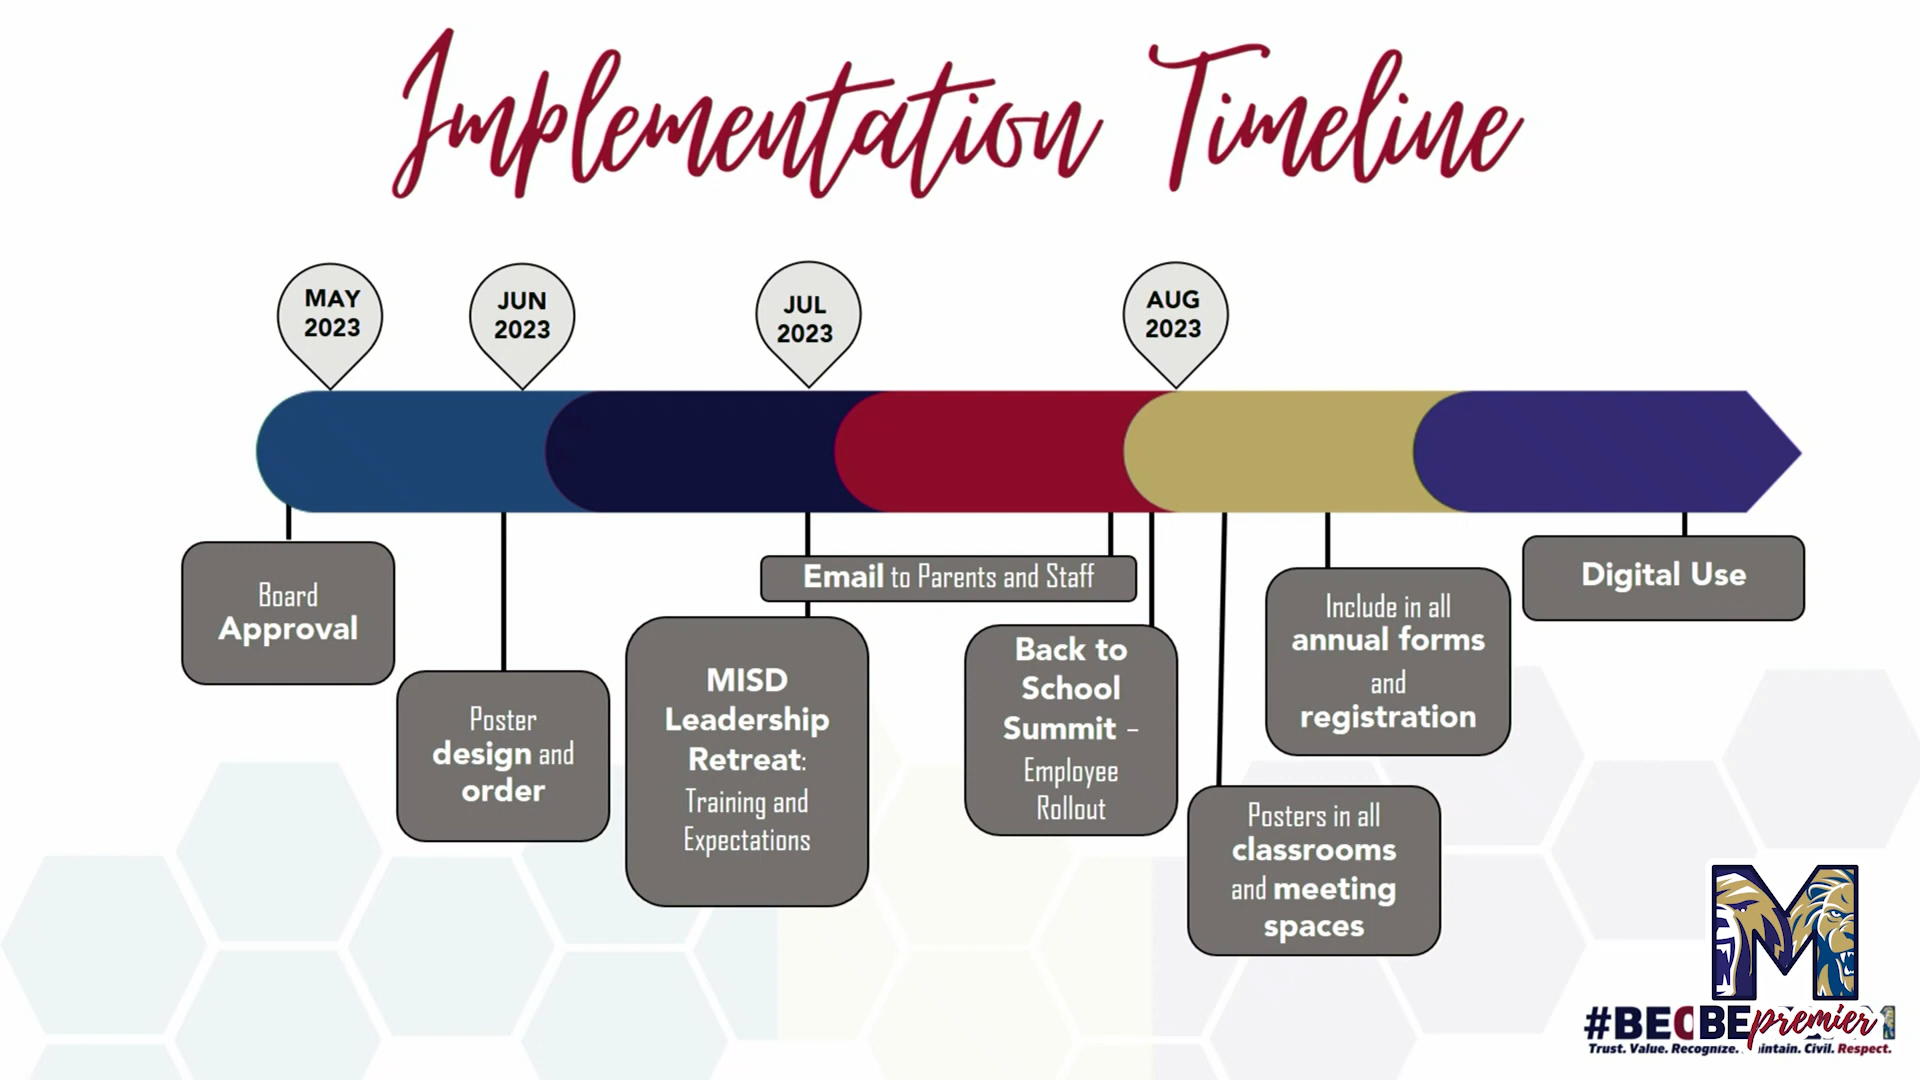 Implementation Timeline
MAY
2023
JUN
2023
JUL
2023
AUG
2023
Board
Approval
Poster
design and
order
Email to Parents and Staff
MISD
Leadership
Retreat:
Training and
Expectations
Back to
School
Summit –
Employee
Rollout
Posters in all
classrooms
and meeting
spaces
Include in all
annual forms
and
registration
Digital Use
M
BEpremier
Trust. Value. Recognize.
Civil. Respect.